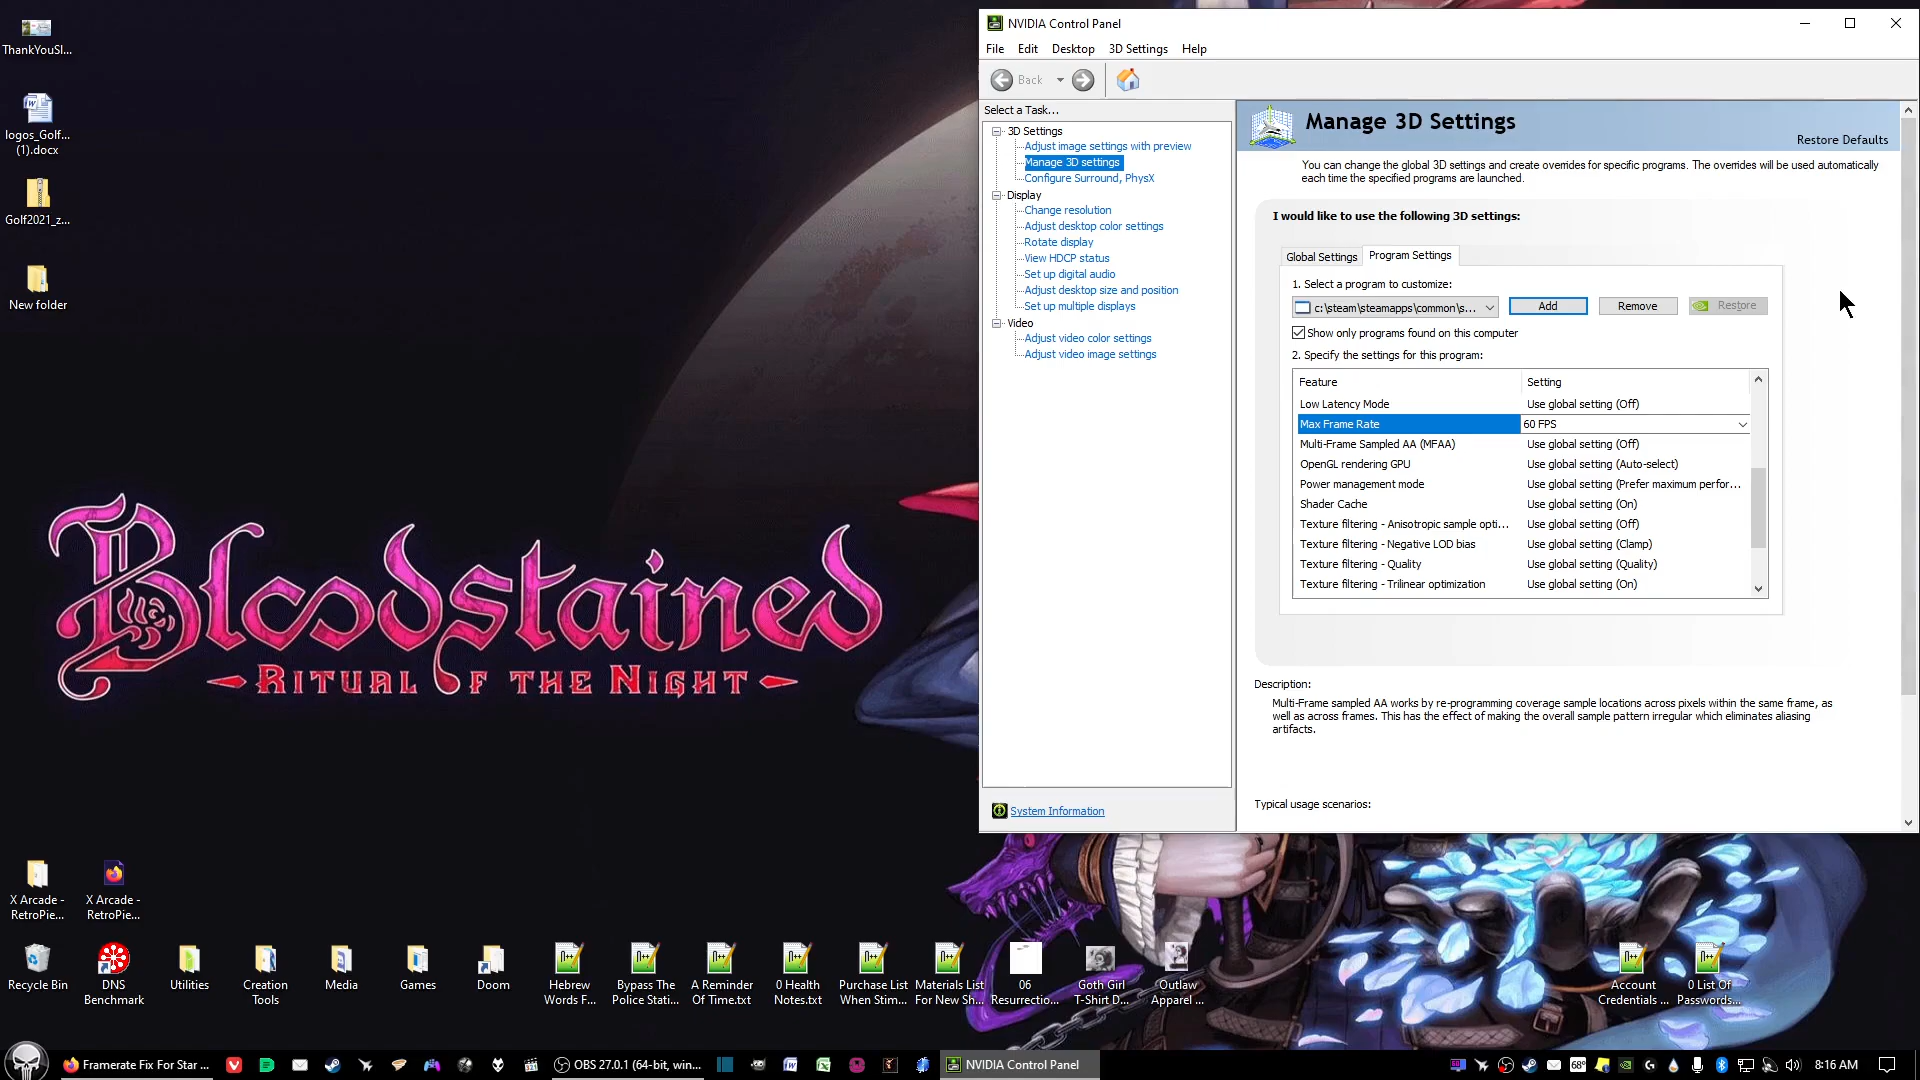 ThankYouSl...
logos_Golf...
(1).docx
Golf2021_z...
New folder
Bloodstained
RITUAL OF THE NIGHT
NVIDIA Control Panel
File Edit Desktop 3D Settings Help
Back
Select a Task...
3D Settings
Adjust image settings with preview
Manage 3D settings
Configure Surround, PhysX
Display
Change resolution
Adjust desktop color settings
Rotate display
View HDCP status
Set up digital audio
Adjust desktop size and position
Set up multiple displays
Video
Adjust video color settings
Adjust video image settings
System Information
Manage 3D Settings
Restore Defaults
You can change the global 3D settings and create overrides for specific programs. The overrides will be used automatically
each time the specified programs are launched.
I would like to use the following 3D settings:
Global Settings Program Settings
1. Select a program to customize:
c:\steam\steamapps\common\s... Add Remove Restore
Show only programs found on this computer
2. Specify the settings for this program:
Feature Setting
Low Latency Mode Use global setting (Off)
Max Frame Rate 60 FPS
Multi-Frame Sampled AA (MFAA) Use global setting (Off)
OpenGL rendering GPU Use global setting (Auto-select)
Power management mode Use global setting (Prefer maximum perfor...
Shader Cache Use global setting (On)
Texture filtering - Anisotropic sample opti... Use global setting (Off)
Texture filtering - Negative LOD bias Use global setting (Clamp)
Texture filtering - Quality Use global setting (Quality)
Texture filtering - Trilinear optimization Use global setting (On)
Description:
Multi-Frame sampled AA works by re-programming coverage sample locations across pixels within the same frame, as
well as across frames. This has the effect of making the overall sample pattern irregular which eliminates aliasing
artifacts.
Typical usage scenarios:
X Arcade -
RetroPie...
X Arcade -
RetroPie...
Recycle Bin
DNS
Benchmark
Utilities
Creation
Tools
Media
Games
Doom
Hebrew
Words F...
Bypass The
Police Stati...
A Reminder
Of Time.txt
0 Health
Notes.txt
Purchase List
When Stim...
Materials List
For New Sh...
06
Resurrectio...
Goth Girl
T-Shirt D...
Outlaw
Apparel ...
Account
Credentials ...
0 List Of
Passwords...
Framerate Fix For Star ...
OBS 27.0.1 (64-bit, win...
NVIDIA Control Panel
68°
8:16 AM